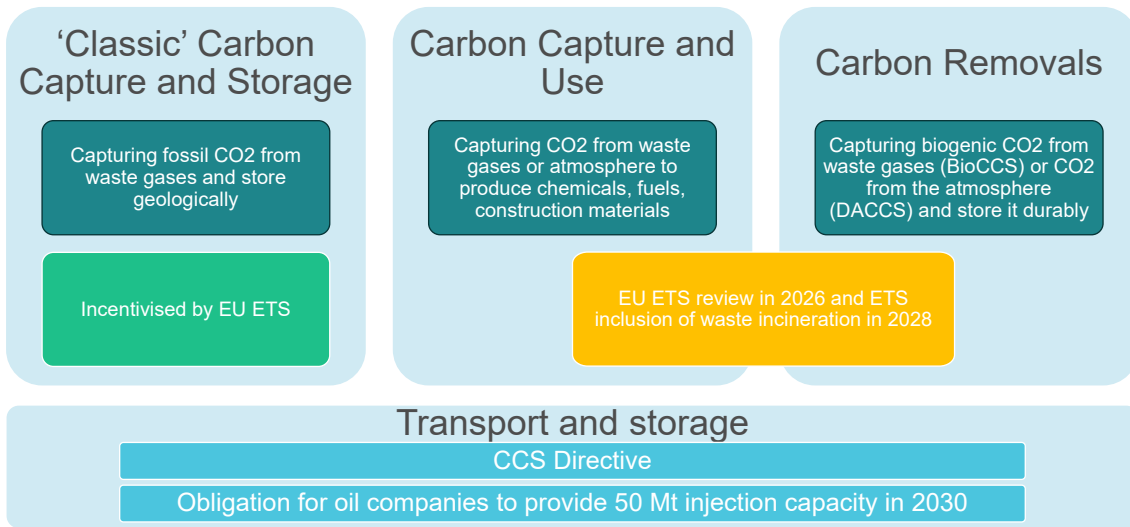 ‘Classic’ Carbon
Capture and Storage
Capturing fossil CO2 from
waste gases and store
geologically
Incentivised by EU ETS
Carbon Capture and
Use
Capturing CO2 from waste
gases or atmosphere to
produce chemicals, fuels,
construction materials
Carbon Removals
Capturing biogenic CO2 from
waste gases (BioCCS) or CO2
from the atmosphere
(DACCS) and store it durably
EU ETS review in 2026 and ETS
inclusion of waste incineration in 2028
Transport and storage
CCS Directive
Obligation for oil companies to provide 50 Mt injection capacity in 2030